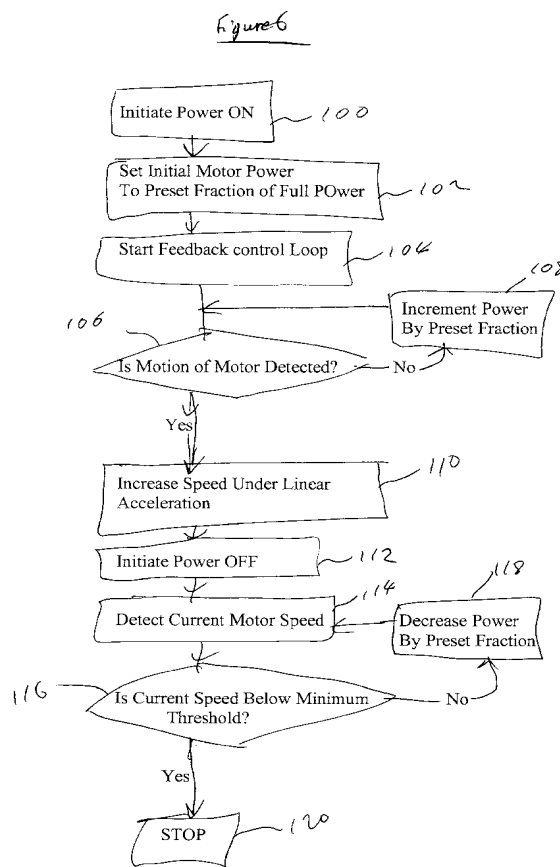 Figure 6
Initiate Power ON
100
Set Initial Motor Power
To Preset Fraction of Full POwer
102
Start Feedback control Loop
104
108
Increment Power
By Preset Fraction
106
Is Motion of Motor Detected?
No
Yes
110
Increase Speed Under Linear
Acceleration
Initiate Power OFF
112
114
118
Detect Current Motor Speed
Decrease Power
By Preset Fraction
116
Is Current Speed Below Minimum
Threshold?
No
Yes
STOP
120